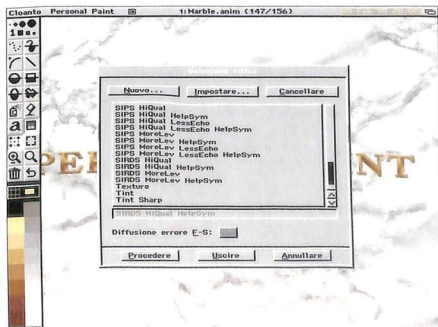 Cloanto Personal Paint 1:Marble.anim (147/156)
Selezione Filtro
Nuovo... Impostare... Cancellare
SIPS HiQual
SIPS HiQual HelpSym
SIPS HiQual LessEcho
SIPS HiQual LessEcho HelpSym
SIPS MoreLev
SIPS MoreLev HelpSym
SIPS MoreLev LessEcho
SIPS MoreLev LessEcho HelpSym
SIRDS HiQual
SIRDS HiQual HelpSym
SIRDS MoreLev
SIRDS MoreLev HelpSym
Texture
Tint
Tint Sharp
SIRDS HiQual HelpSym
Diffusione errore F-S:
Procedere Uscire Annullare
PE NT